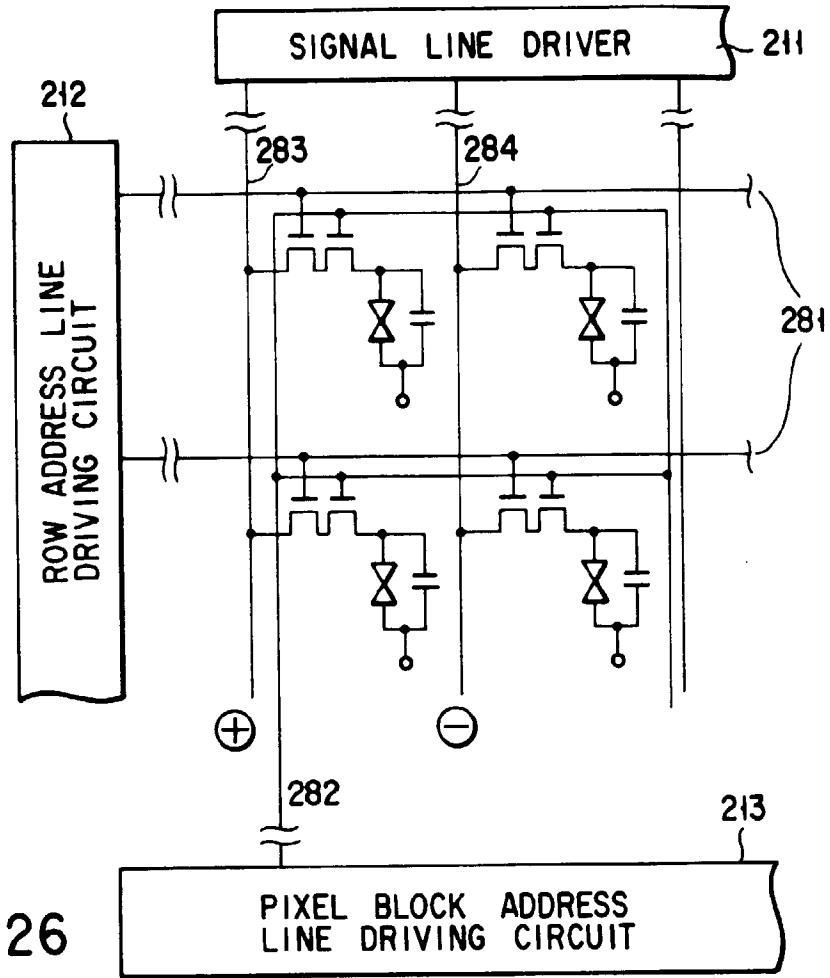 SIGNAL LINE DRIVER
211
212
283
284
ROW ADDRESS LINE
DRIVING CIRCUIT
281
+
−
282
213
PIXEL BLOCK ADDRESS
LINE DRIVING CIRCUIT
26